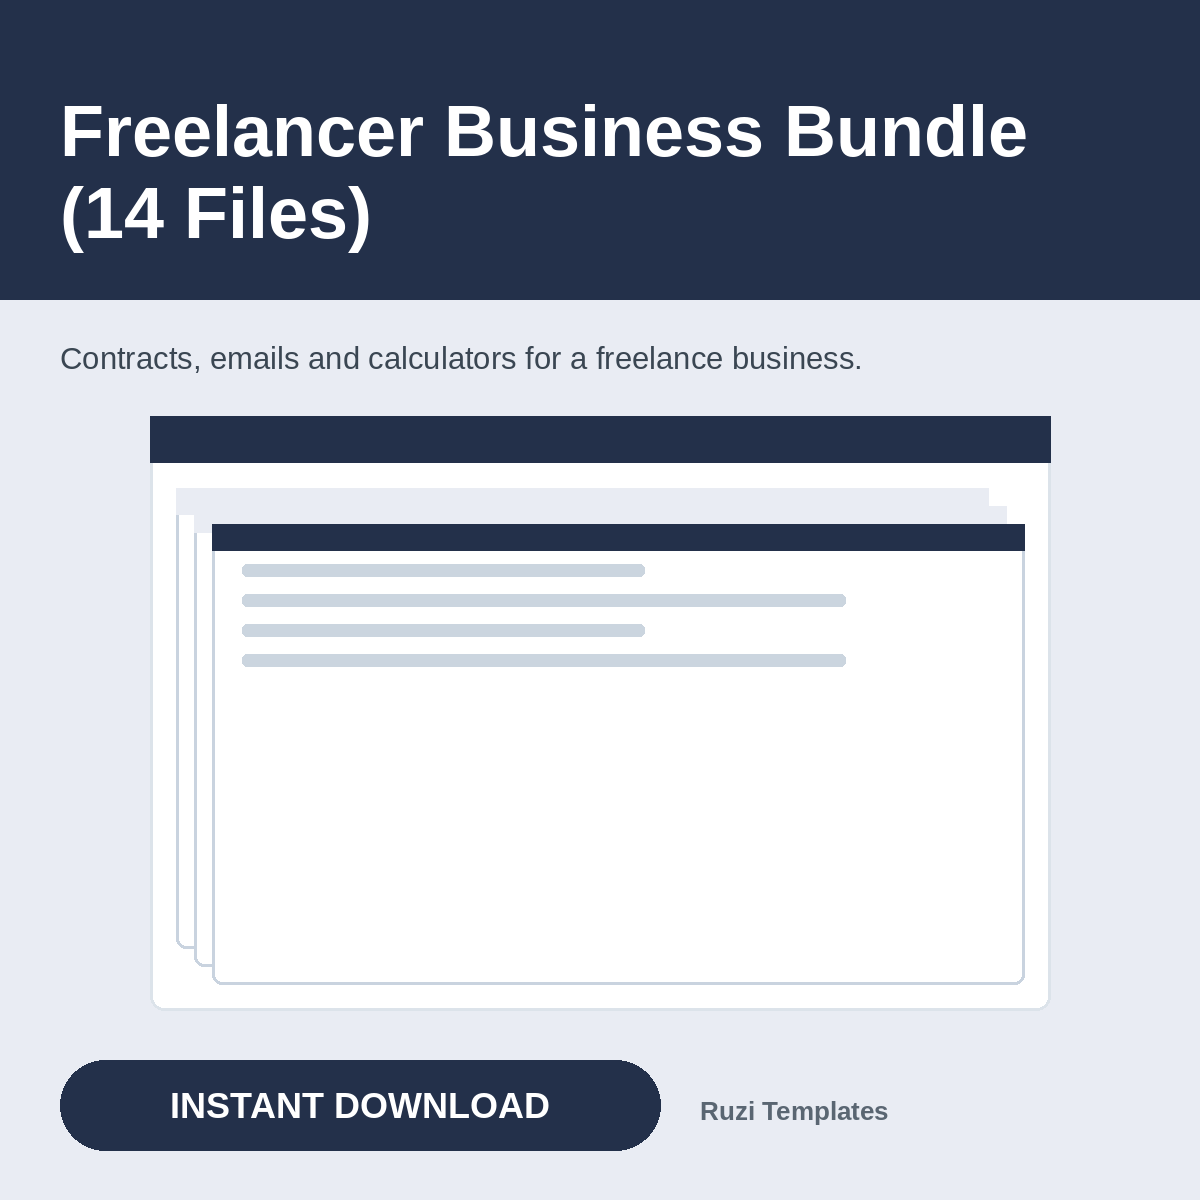 Freelancer Business Bundle
(14 Files)
Contracts, emails and calculators for a freelance business.
INSTANT DOWNLOAD
Ruzi Templates